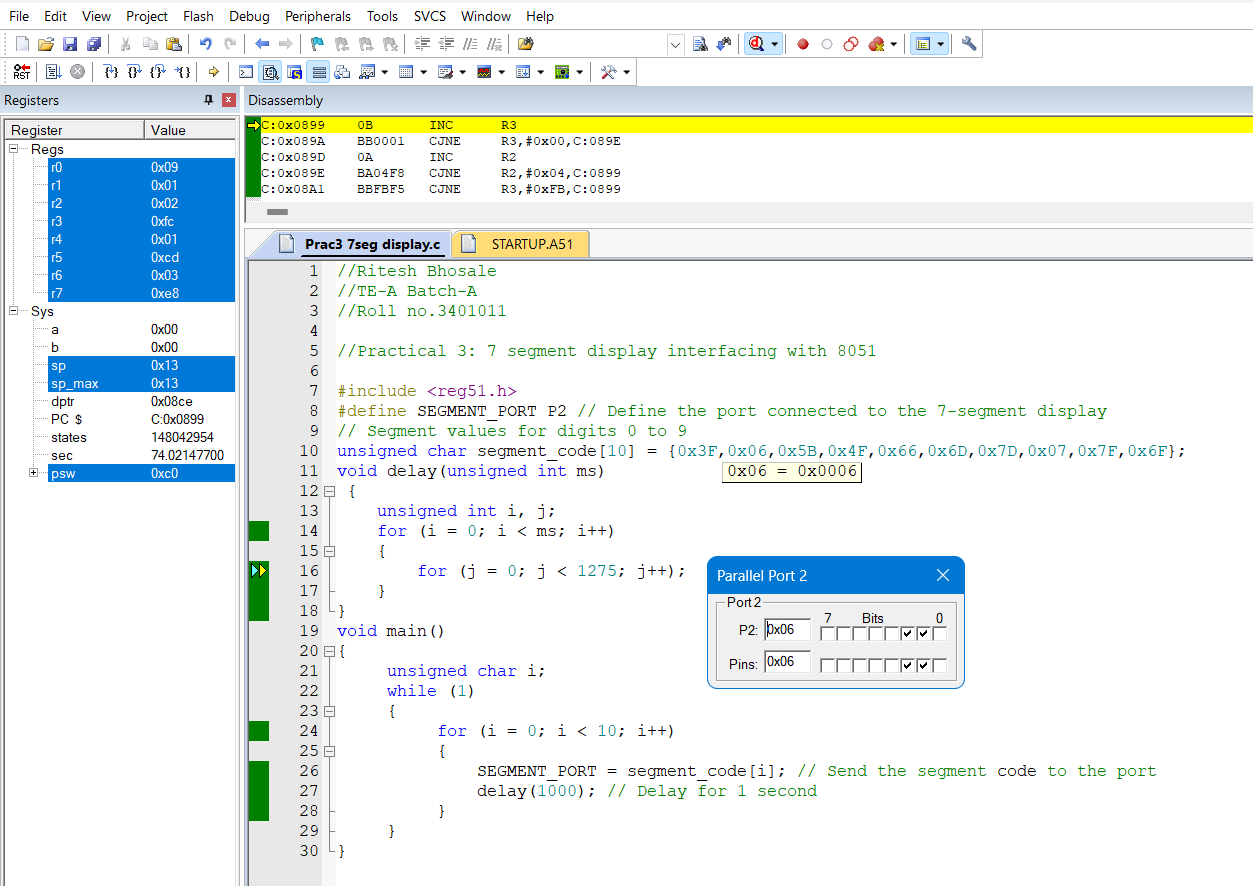 File Edit View Project Flash Debug Peripherals Tools SVCS Window Help
RST
Registers
Register Value
Regs
r0 0x09
r1 0x01
r2 0x02
r3 0xfc
r4 0x01
r5 0xcd
r6 0x03
r7 0xe8
Sys
a 0x00
b 0x00
sp 0x13
sp_max 0x13
dptr 0x08ce
PC $ C:0x0899
states 148042954
sec 74.02147700
psw 0xc0
Disassembly
C:0x0899 0B INC R3
C:0x089A BB0001 CJNE R3,#0x00,C:089E
C:0x089D 0A INC R2
C:0x089E BA04F8 CJNE R2,#0x04,C:0899
C:0x08A1 BBFBF5 CJNE R3,#0xFB,C:0899
Prac3 7seg display.c STARTUP.A51
1 //Ritesh Bhosale
2 //TE-A Batch-A
3 //Roll no.3401011
4
5 //Practical 3: 7 segment display interfacing with 8051
6
7 #include <reg51.h>
8 #define SEGMENT_PORT P2 // Define the port connected to the 7-segment display
9 // Segment values for digits 0 to 9
10 unsigned char segment_code[10] = {0x3F,0x06,0x5B,0x4F,0x66,0x6D,0x7D,0x07,0x7F,0x6F};
11 void delay(unsigned int ms)
0x06 = 0x0006
12 {
13 unsigned int i, j;
14 for (i = 0; i < ms; i++)
15 {
16 for (j = 0; j < 1275; j++);
17 }
18 }
19 void main()
20 {
21 unsigned char i;
22 while (1)
23 {
24 for (i = 0; i < 10; i++)
25 {
26 SEGMENT_PORT = segment_code[i]; // Send the segment code to the port
27 delay(1000); // Delay for 1 second
28 }
29 }
30 }
Parallel Port 2
Port 2
7 Bits 0
P2: 0x06
Pins: 0x06